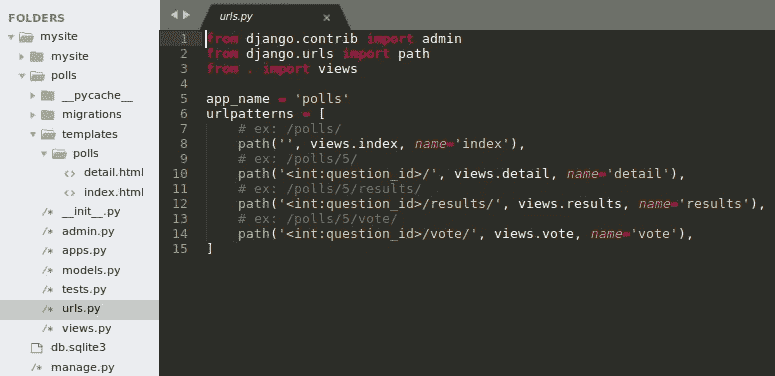 FOLDERS
mysite
mysite
polls
__pycache__
migrations
templates
polls
detail.html
index.html
__init__.py
admin.py
apps.py
models.py
tests.py
urls.py
views.py
db.sqlite3
manage.py
urls.py ×
1 from django.contrib import admin
2 from django.urls import path
3 from . import views
4
5 app_name = 'polls'
6 urlpatterns = [
7     # ex: /polls/
8     path('', views.index, name='index'),
9     # ex: /polls/5/
10     path('<int:question_id>/', views.detail, name='detail'),
11     # ex: /polls/5/results/
12     path('<int:question_id>/results/', views.results, name='results'),
13     # ex: /polls/5/vote/
14     path('<int:question_id>/vote/', views.vote, name='vote'),
15 ]